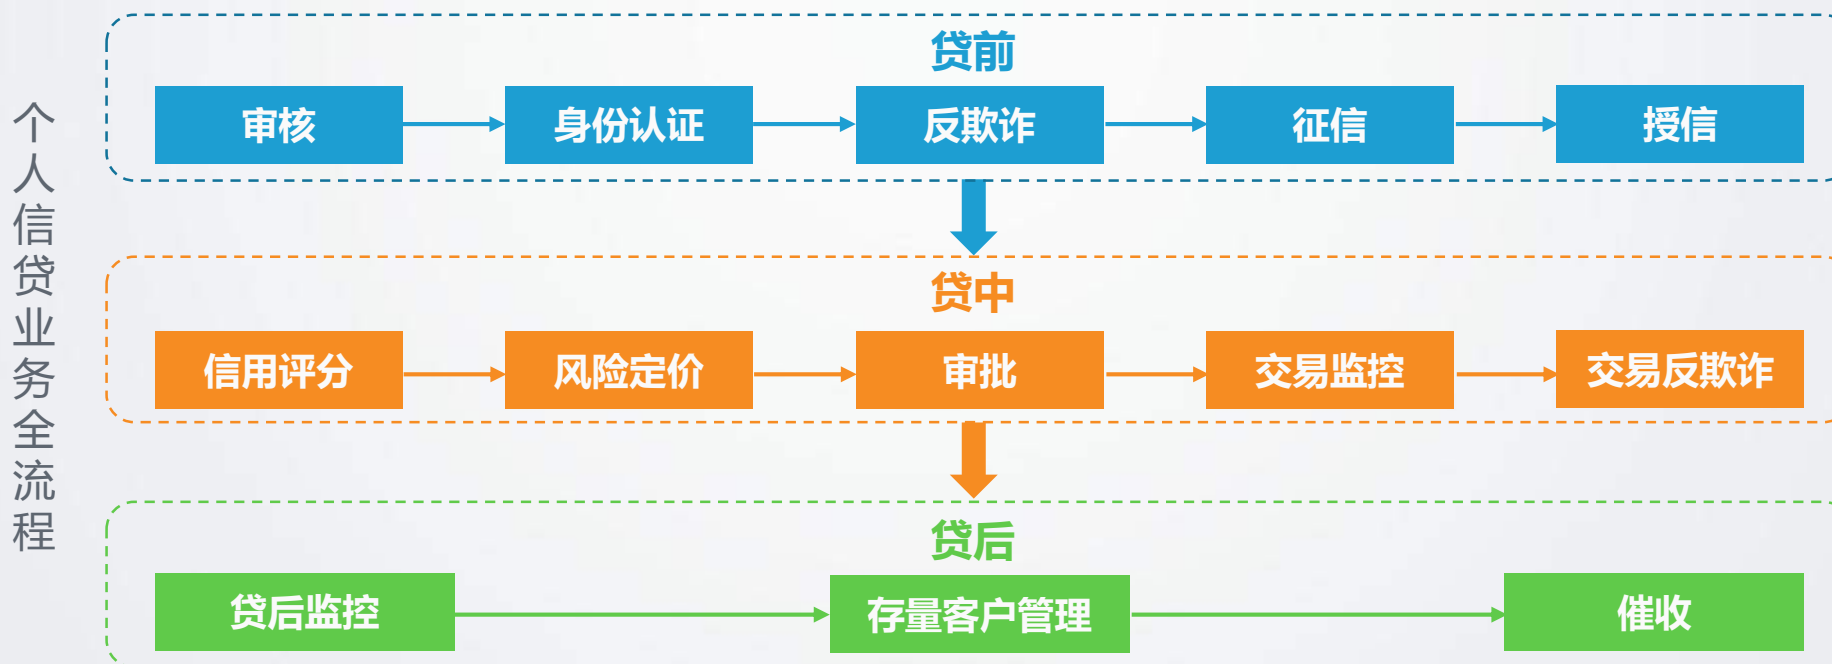 个人信贷业务全流程
贷前
审核
身份认证
反欺诈
征信
授信
贷中
信用评分
风险定价
审批
交易监控
交易反欺诈
贷后
贷后监控
存量客户管理
催收